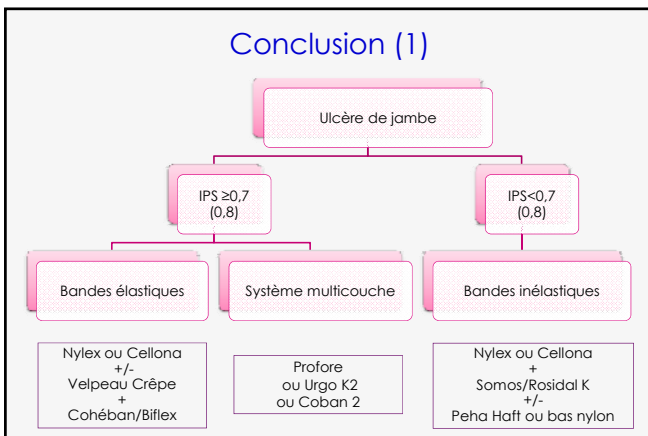 Conclusion (1)
Ulcère de jambe
IPS ≥0,7
(0,8)
IPS<0,7
(0,8)
Bandes élastiques
Système multicouche
Bandes inélastiques
Nylex ou Cellona
+/-
Velpeau Crêpe
+
Cohéban/Biflex
Profore
ou Urgo K2
ou Coban 2
Nylex ou Cellona
+
Somos/Rosidal K
+/-
Peha Haft ou bas nylon